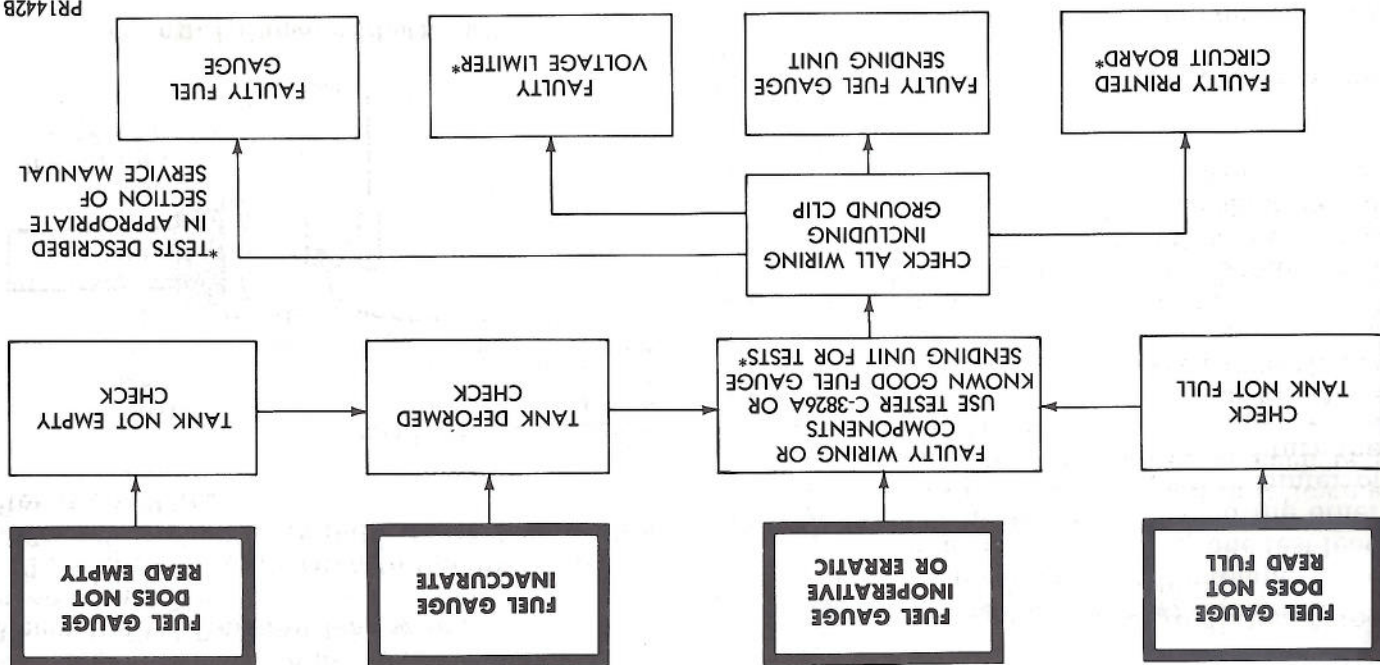 FUEL GAUGE
DOES NOT
READ FULL
FUEL GAUGE
INOPERATIVE
OR ERRATIC
FUEL GAUGE
INACCURATE
FUEL GAUGE
DOES NOT
READ EMPTY
CHECK
TANK NOT FULL
FAULTY WIRING OR
COMPONENTS
USE TESTER C-3826A OR
KNOWN GOOD FUEL GAUGE
SENDING UNIT FOR TESTS*
TANK DEFORMED
CHECK
TANK NOT EMPTY
CHECK
CHECK ALL WIRING
INCLUDING
GROUND CLIP
*TESTS DESCRIBED
IN APPROPRIATE
SECTION OF
SERVICE MANUAL
FAULTY PRINTED
CIRCUIT BOARD*
FAULTY FUEL GAUGE
SENDING UNIT
FAULTY
VOLTAGE LIMITER*
FAULTY FUEL
GAUGE
PR1442B